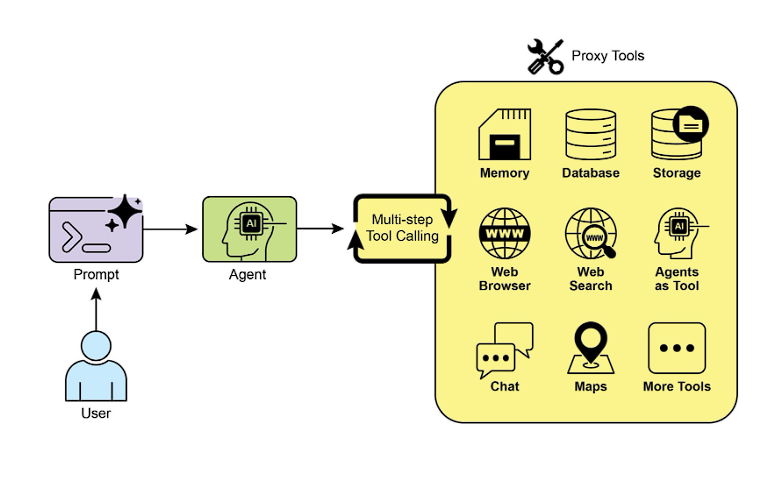 Proxy Tools
Memory
Database
Storage
Multi-step
Tool Calling
AI
WWW
WWW
AI
Prompt
Agent
Web
Browser
Web
Search
Agents
as Tool
User
Chat
Maps
More Tools